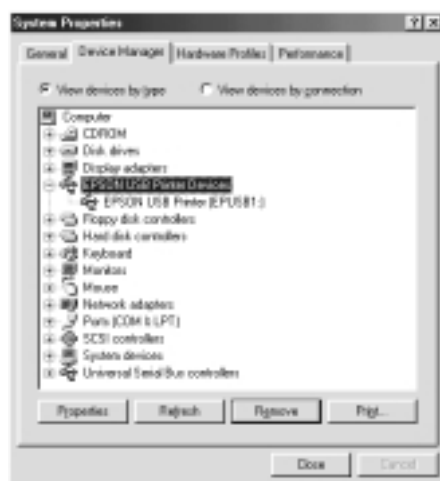 System Properties
General Device Manager Hardware Profiles Performance
View devices by type View devices by connection
Computer
CDROM
Disk drives
Display adapters
EPSON USB Printer Devices
EPSON USB Printer (EPUSB1:)
Floppy disk controllers
Hard disk controllers
Keyboard
Monitors
Mouse
Network adapters
Ports (COM & LPT)
SCSI controllers
System devices
Universal Serial Bus controllers
Properties Refresh Remove Print...
Close Cancel